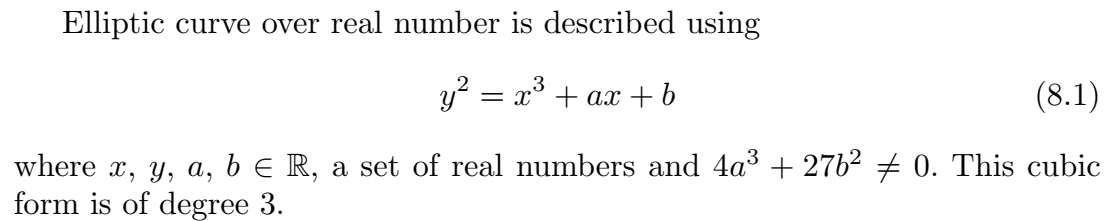 Elliptic curve over real number is described using
y² = x³ + ax + b (8.1)
where x, y, a, b ∈ ℝ, a set of real numbers and 4a³ + 27b² ≠ 0. This cubic
form is of degree 3.